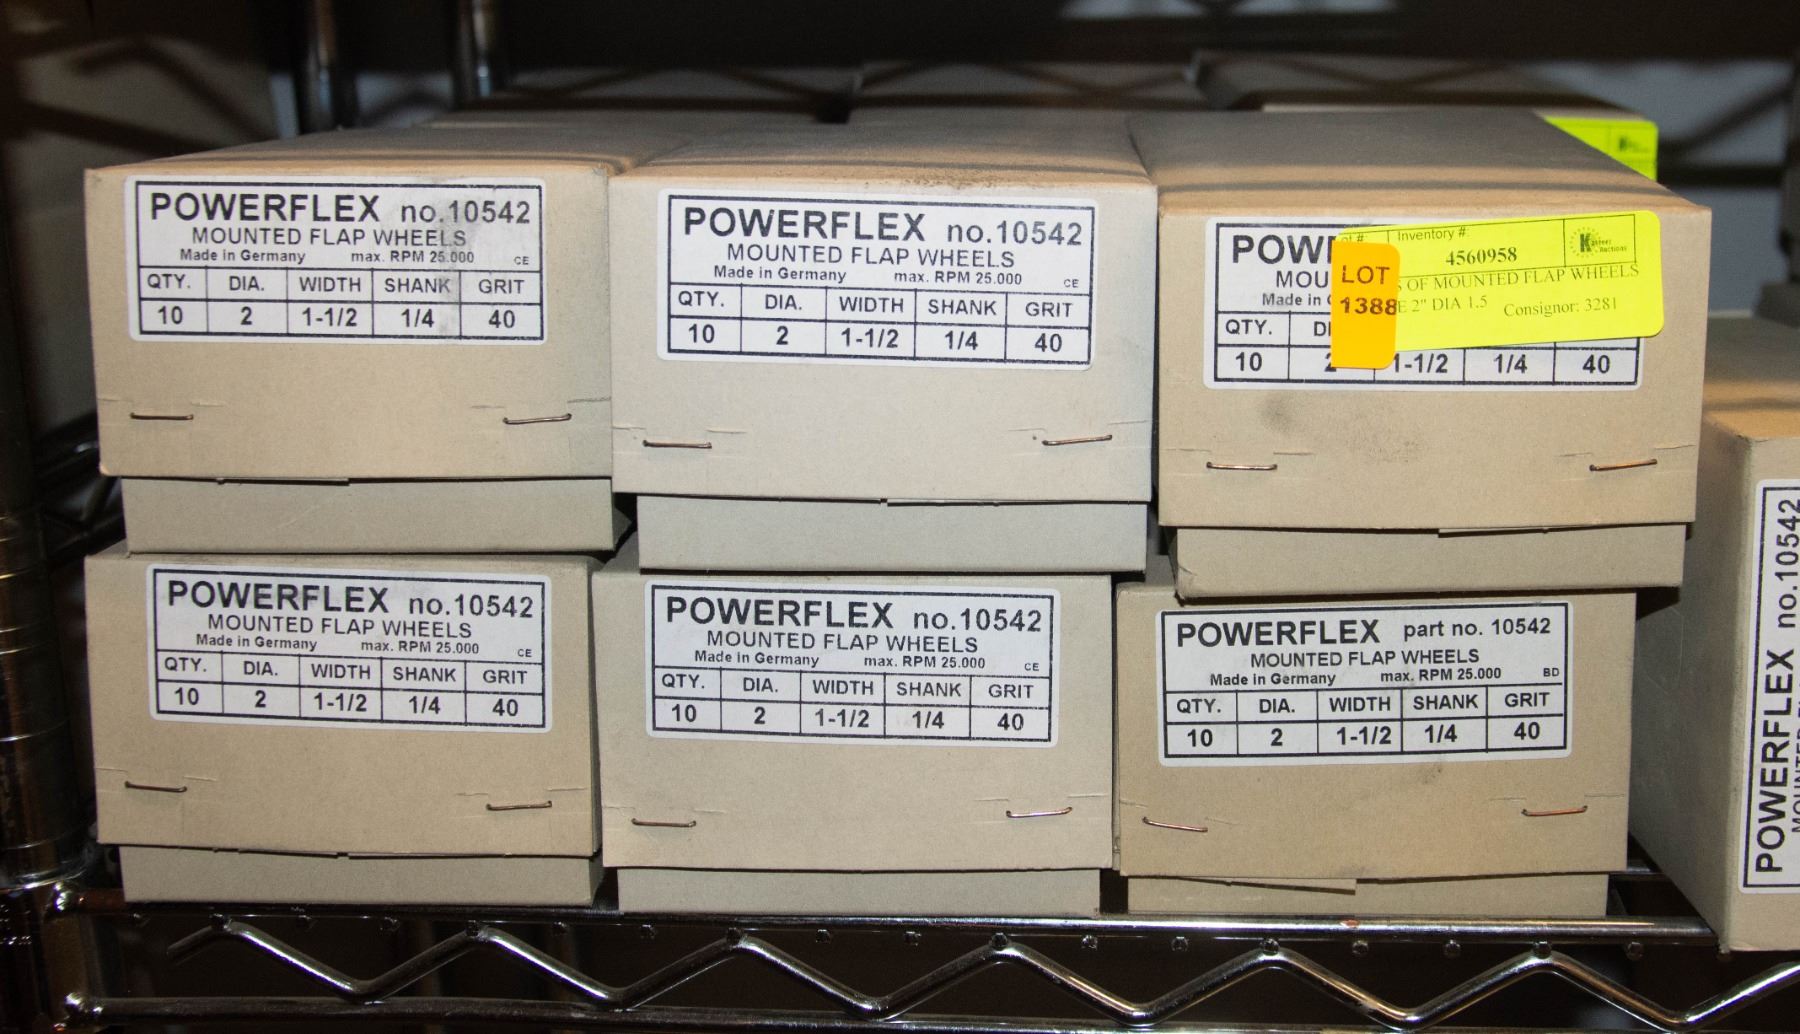 POWERFLEX no.10542
MOUNTED FLAP WHEELS
Made in Germany max. RPM 25.000 CE
QTY. DIA. WIDTH SHANK GRIT
10 2 1-1/2 1/4 40
POWERFLEX no.10542
MOUNTED FLAP WHEELS
Made in Germany max. RPM 25.000 CE
QTY. DIA. WIDTH SHANK GRIT
10 2 1-1/2 1/4 40
POW
MOU
Made in
QTY.
10 2 1-1/2 1/4 40
Inventory #:
4560958
Kastner Auctions
OF MOUNTED FLAP WHEELS
2" DIA 1.5 Consignor: 3281
LOT
1388
POWERFLEX no.10542
MOUNTED FLAP WHEELS
Made in Germany max. RPM 25.000 CE
QTY. DIA. WIDTH SHANK GRIT
10 2 1-1/2 1/4 40
POWERFLEX no.10542
MOUNTED FLAP WHEELS
Made in Germany max. RPM 25.000 CE
QTY. DIA. WIDTH SHANK GRIT
10 2 1-1/2 1/4 40
POWERFLEX part no. 10542
MOUNTED FLAP WHEELS
Made in Germany max. RPM 25.000 BD
QTY. DIA. WIDTH SHANK GRIT
10 2 1-1/2 1/4 40
POWERFLEX no.10542
MOUNTED